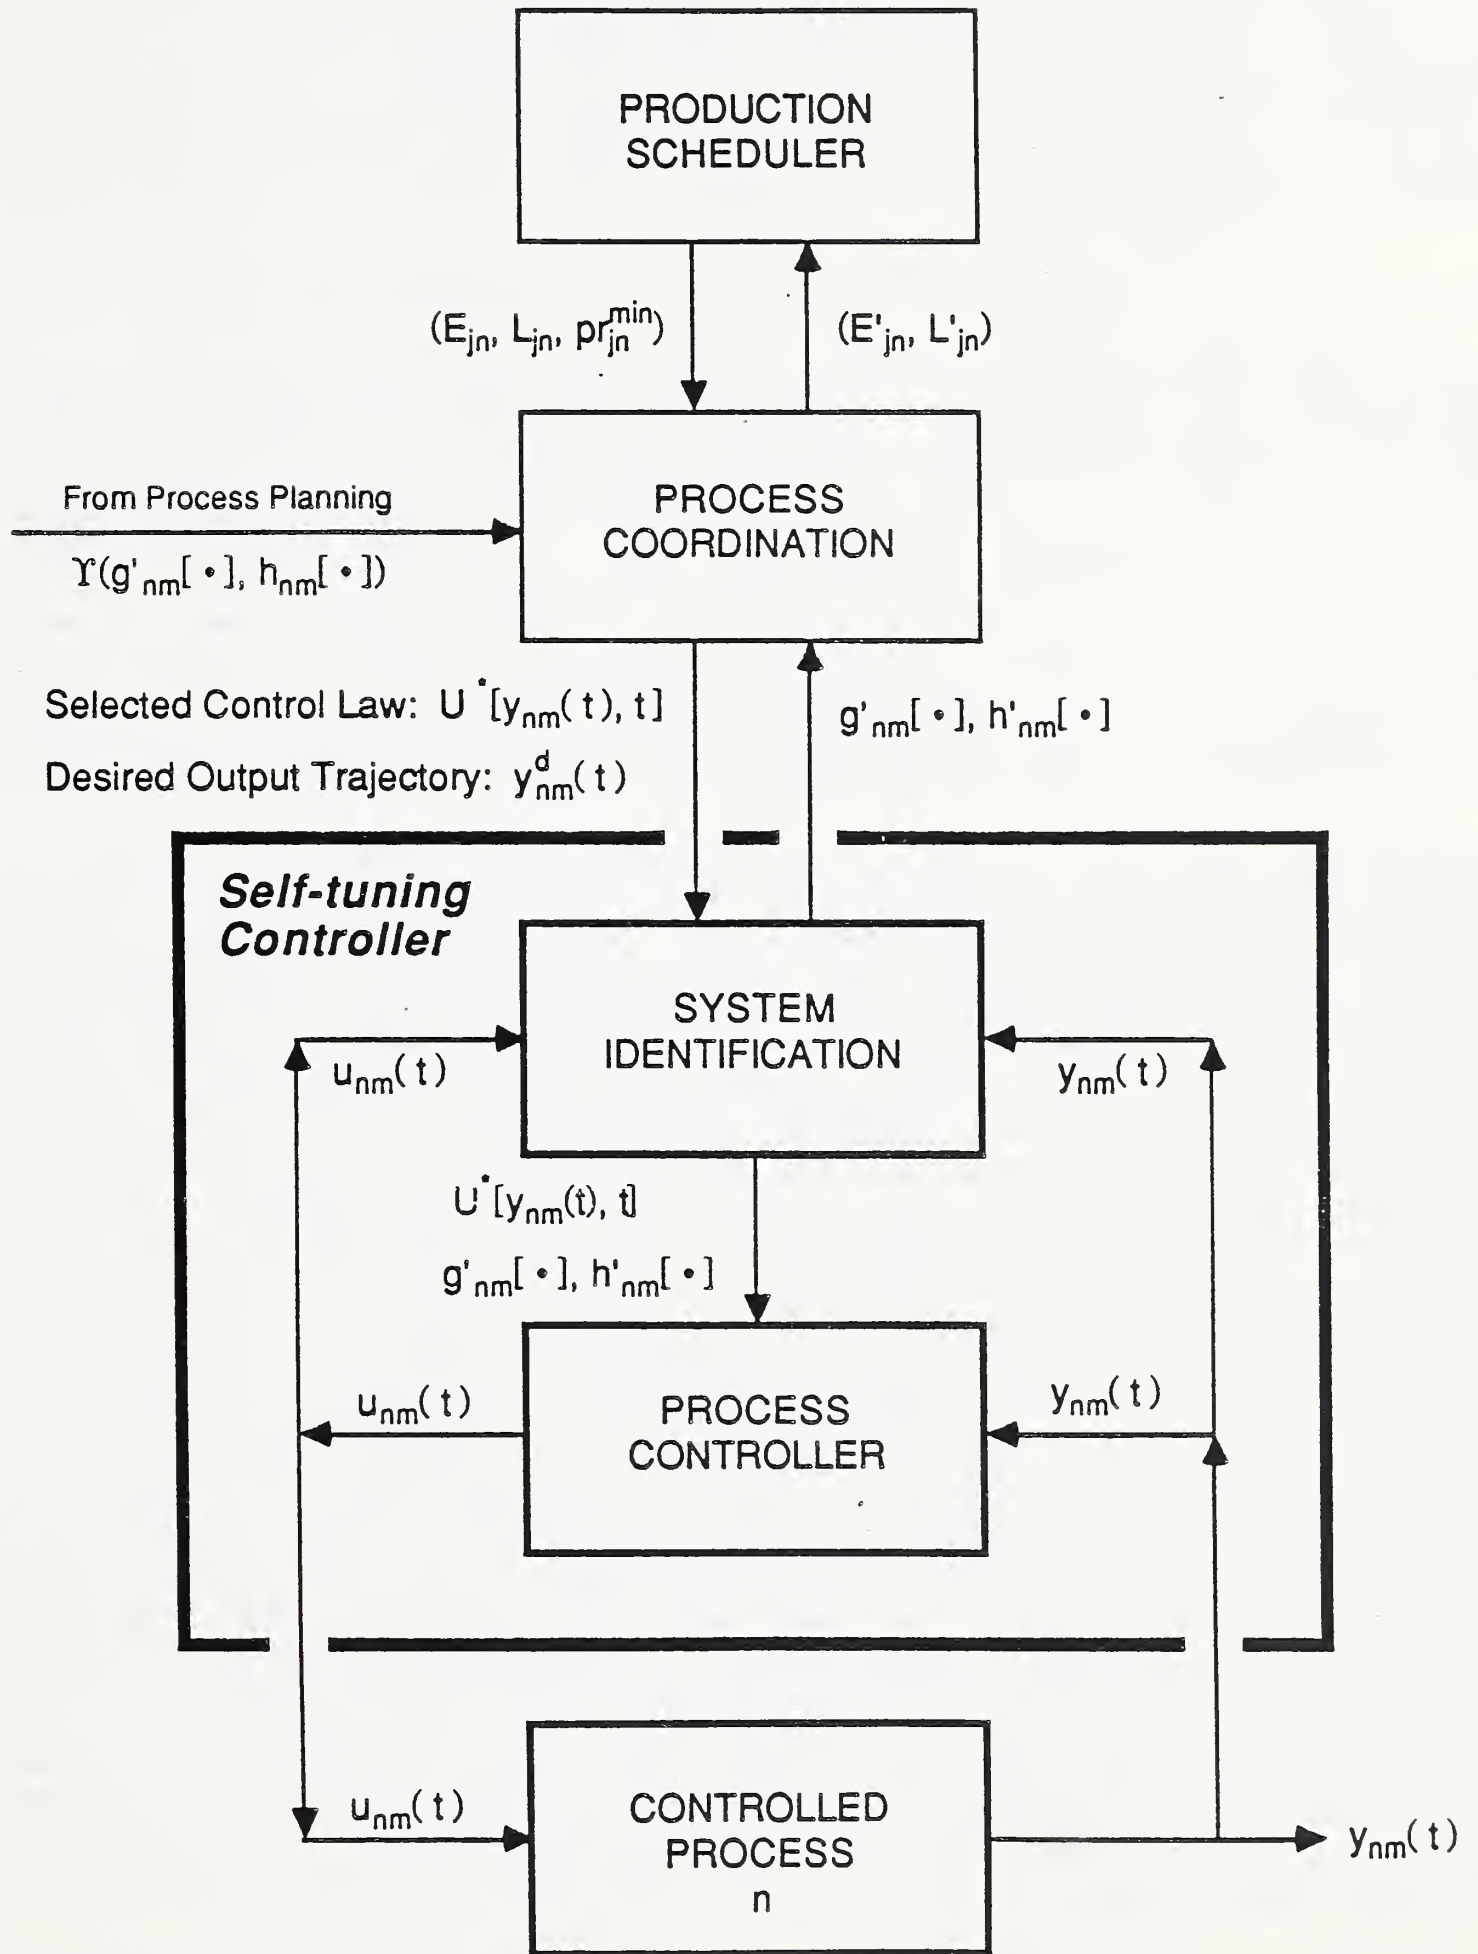 PRODUCTION
SCHEDULER
(E_jn, L_jn, pr_jn^min)
(E'_jn, L'_jn)
From Process Planning
ϒ(g'_nm[ • ], h_nm[ • ])
PROCESS
COORDINATION
Selected Control Law: U*[y_nm(t), t]
Desired Output Trajectory: y_nm^d(t)
g'_nm[ • ], h'_nm[ • ]
Self-tuning
Controller
SYSTEM
IDENTIFICATION
u_nm(t)
y_nm(t)
U*[y_nm(t), t]
g'_nm[ • ], h'_nm[ • ]
u_nm(t)
PROCESS
CONTROLLER
y_nm(t)
u_nm(t)
CONTROLLED
PROCESS
n
y_nm(t)